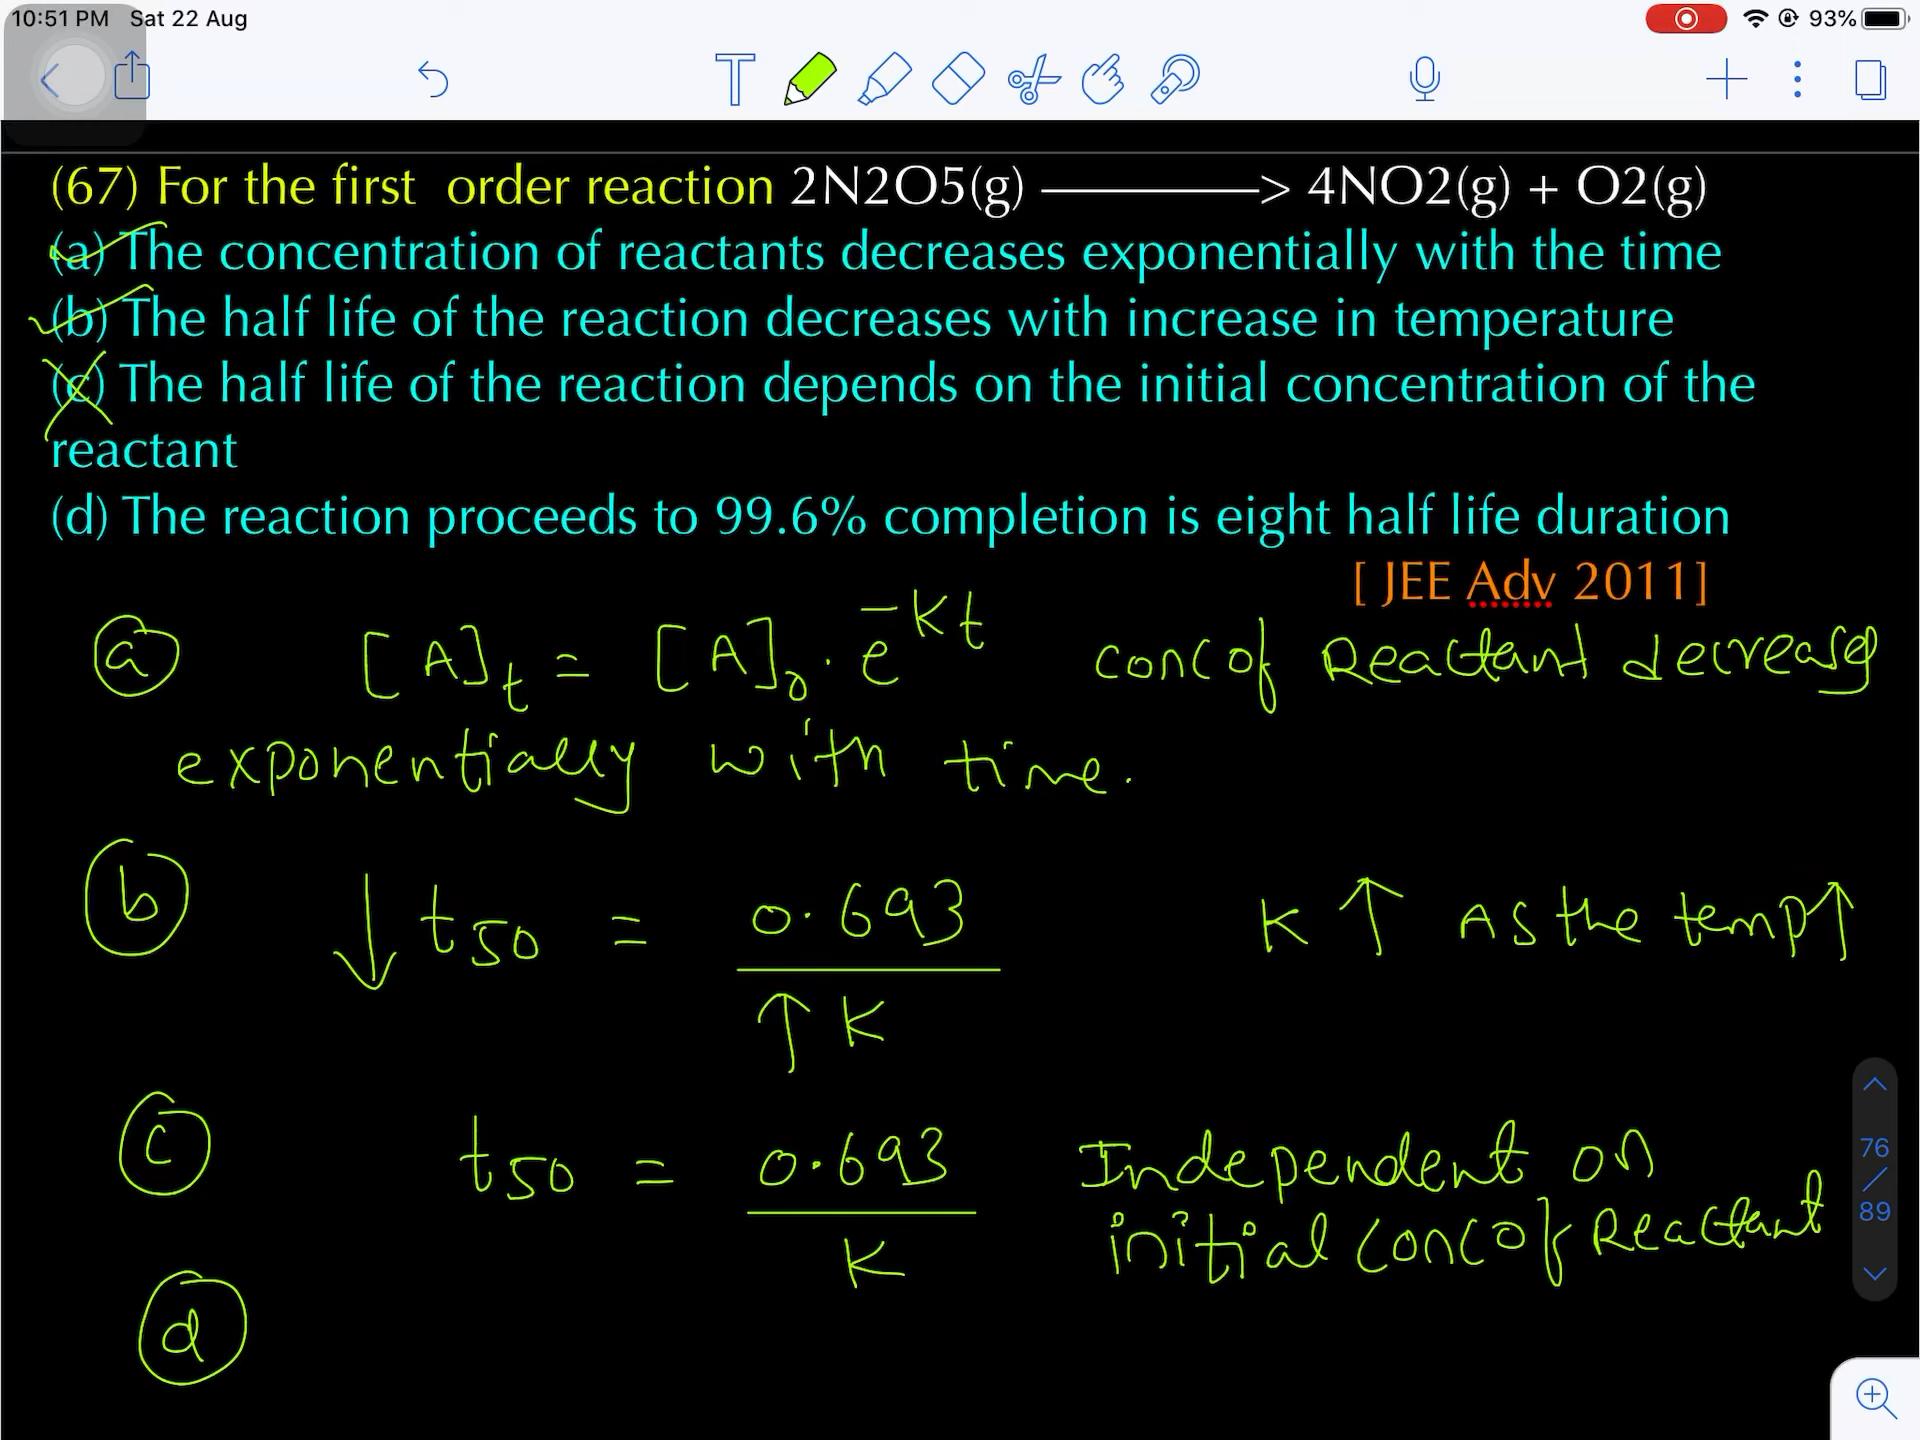 10:51 PM Sat 22 Aug
93%
T
(67) For the first order reaction 2N2O5(g) ————> 4NO2(g) + O2(g)
(a) The concentration of reactants decreases exponentially with the time
(b) The half life of the reaction decreases with increase in temperature
(c) The half life of the reaction depends on the initial concentration of the
reactant
(d) The reaction proceeds to 99.6% completion is eight half life duration
[ JEE Adv 2011]
a [A]t = [A]0 . e^-Kt conc of Reactant decreases
exponentially with time.
b ↓ t50 = 0.693 / ↑ K K ↑ As the temp ↑
c t50 = 0.693 / K Independent on
initial conc of Reactant
d
76
/
89